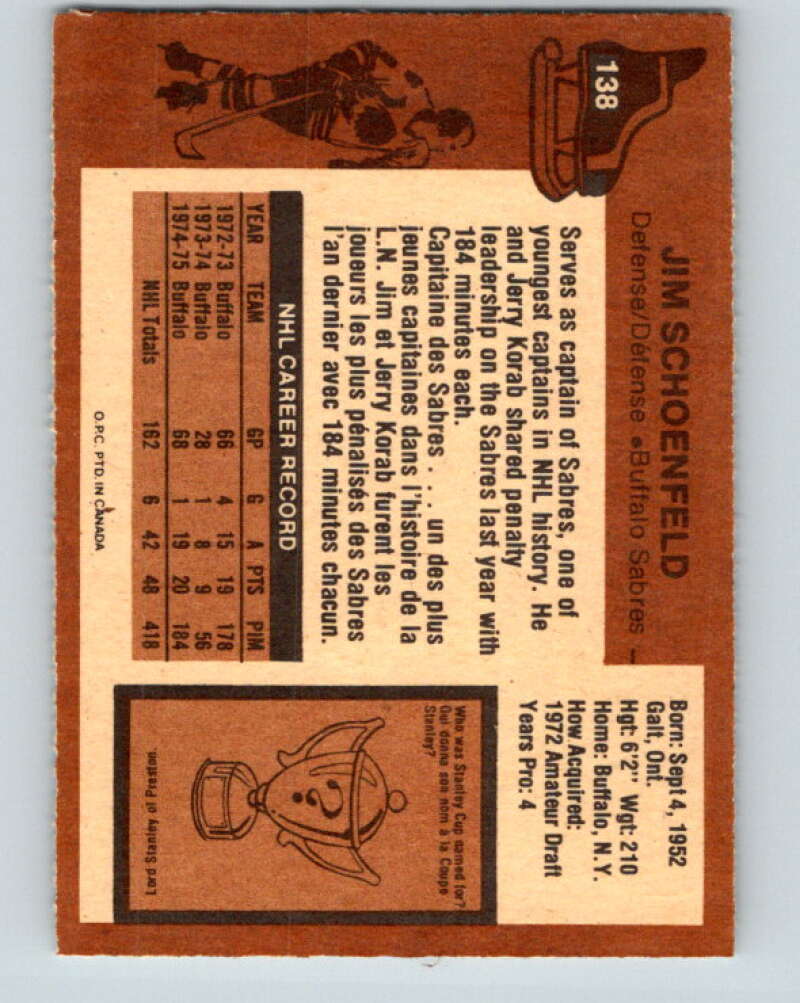 138
JIM SCHOENFELD
Defense/Défense • Buffalo Sabres
Born: Sept 4, 1952
Galt, Ont.
Hgt: 6'2" Wgt: 210
Home: Buffalo, N.Y.
How Acquired:
1972 Amateur Draft
Years Pro: 4
Serves as captain of Sabres, one of
youngest captains in NHL history. He
and Jerry Korab shared penalty
leadership on the Sabres last year with
184 minutes each.
Capitaine des Sabres . . . un des plus
jeunes capitaines dans l'histoire de la
L.N. Jim et Jerry Korab furent les
joueurs les plus pénalisés des Sabres
l'an dernier avec 184 minutes chacun.
NHL CAREER RECORD
YEAR TEAM GP G A PTS PIM
1972-73 Buffalo 66 4 15 19 178
1973-74 Buffalo 28 1 8 9 56
1974-75 Buffalo 68 1 19 20 184
NHL Totals 162 6 42 48 418
Who was Stanley Cup named for?
Qui donna son nom à la Coupe
Stanley?
?
Lord Stanley of Preston.
O.P.C. PTD. IN CANADA